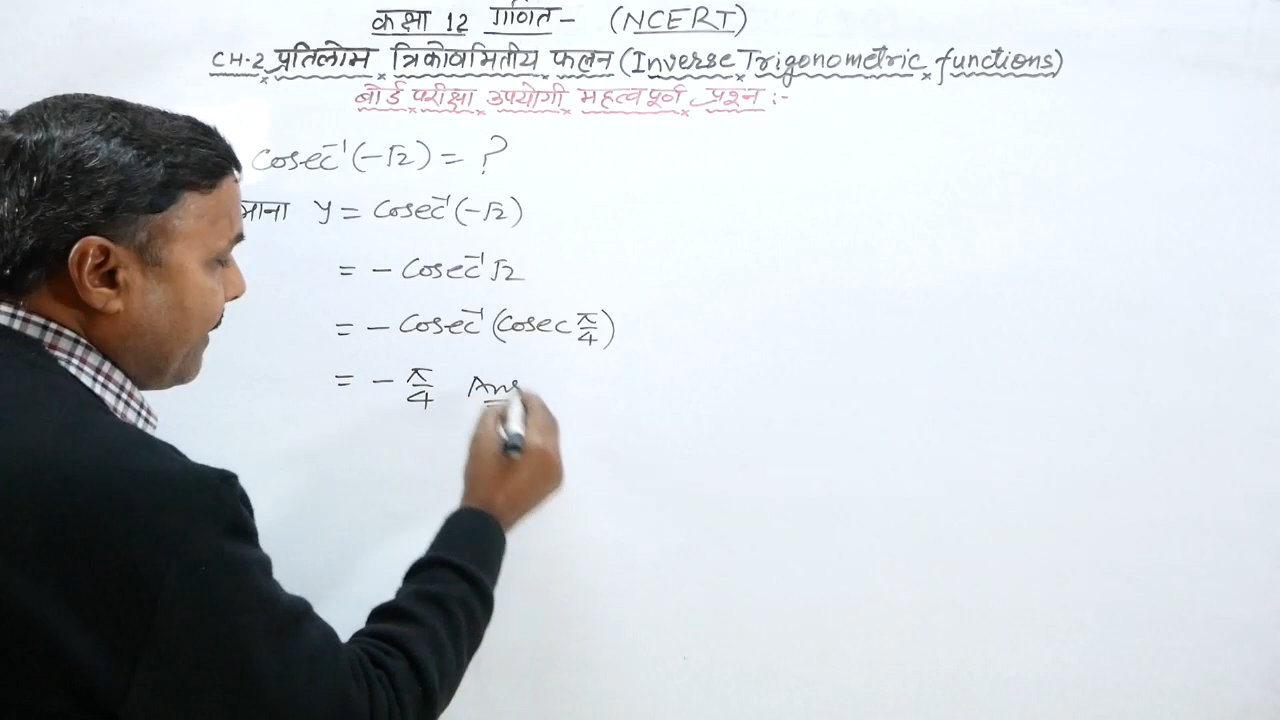 कक्षा 12 गणित- (NCERT)
CH-2 प्रतिलोम त्रिकोणमितीय फलन (Inverse Trigonometric functions)
बोर्ड परीक्षा उपयोगी महत्वपूर्ण प्रश्न :-
Cosec⁻¹(-√2) = ?
माना y = Cosec⁻¹(-√2)
= - Cosec⁻¹√2
= - Cosec⁻¹(Cosec π/4)
= - π/4 Ans